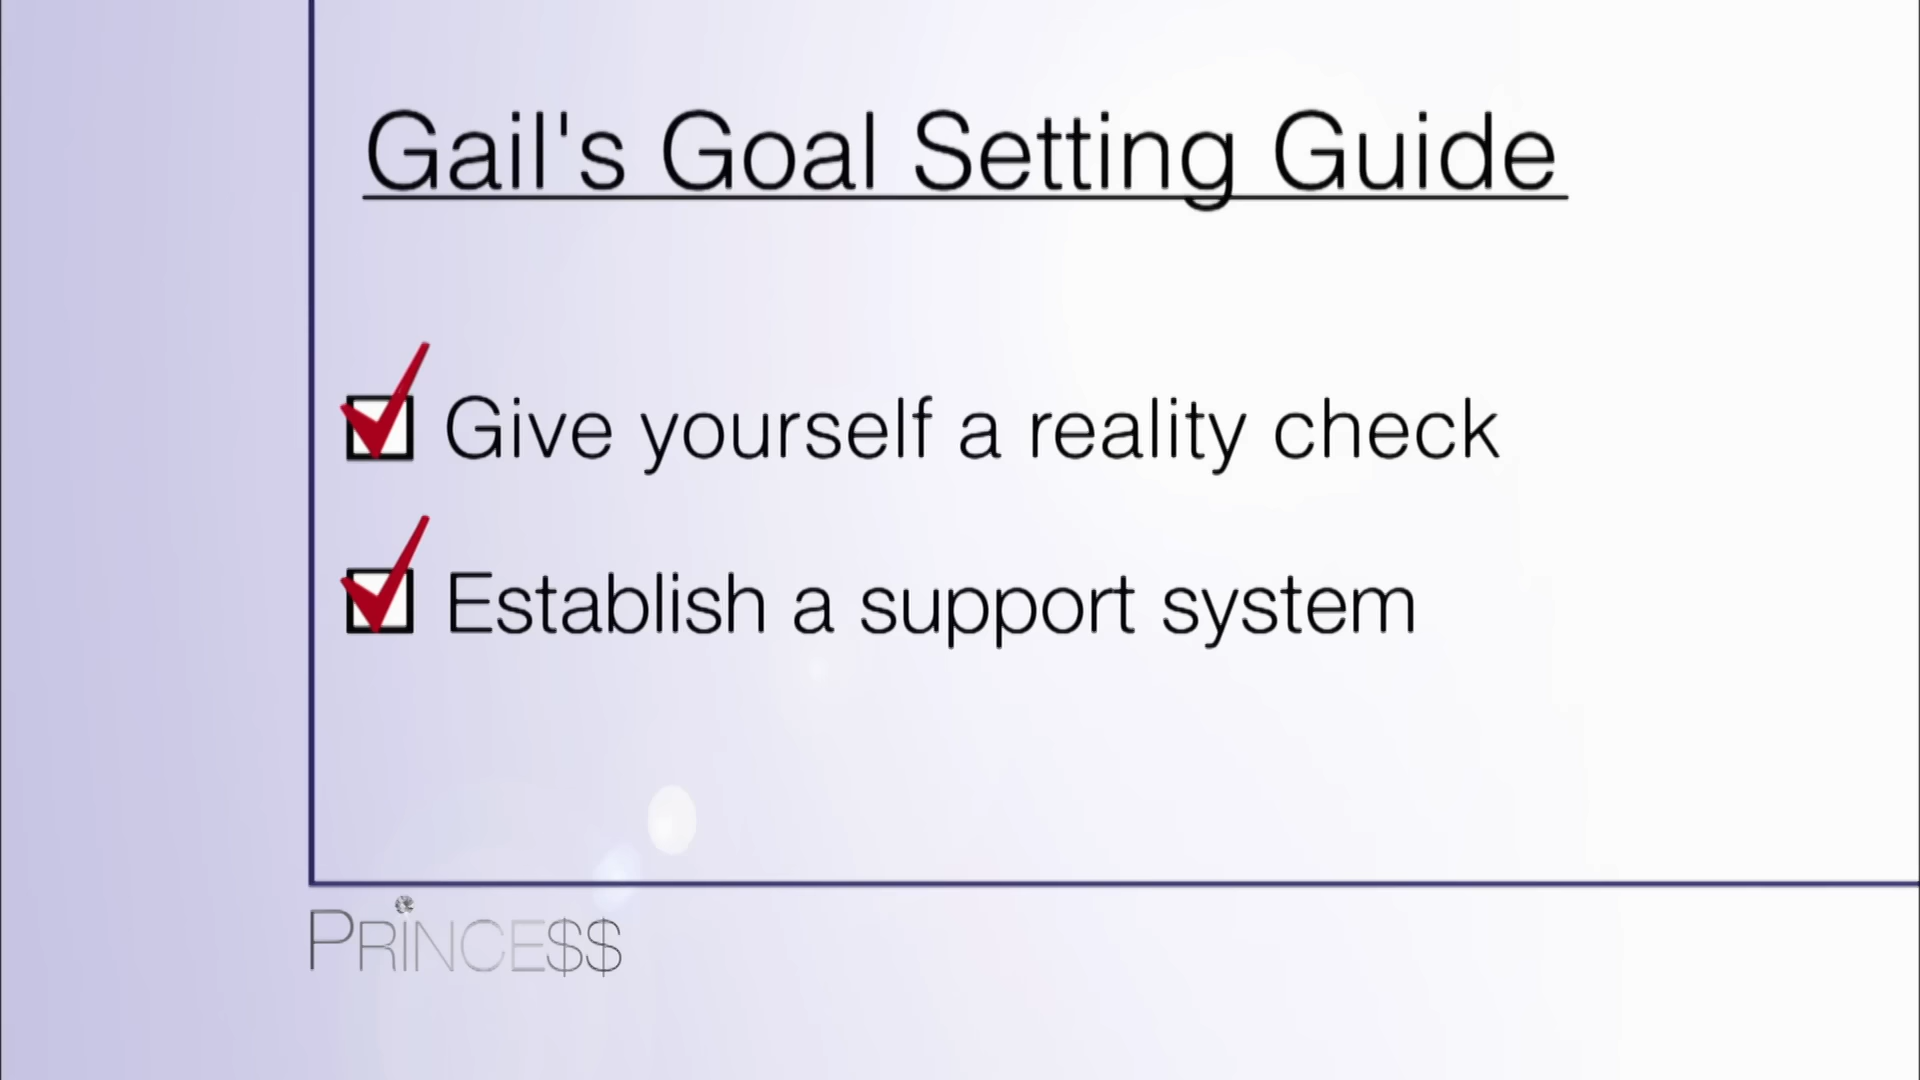 Gail's Goal Setting Guide
Give yourself a reality check
Establish a support system
PRiNCE$$